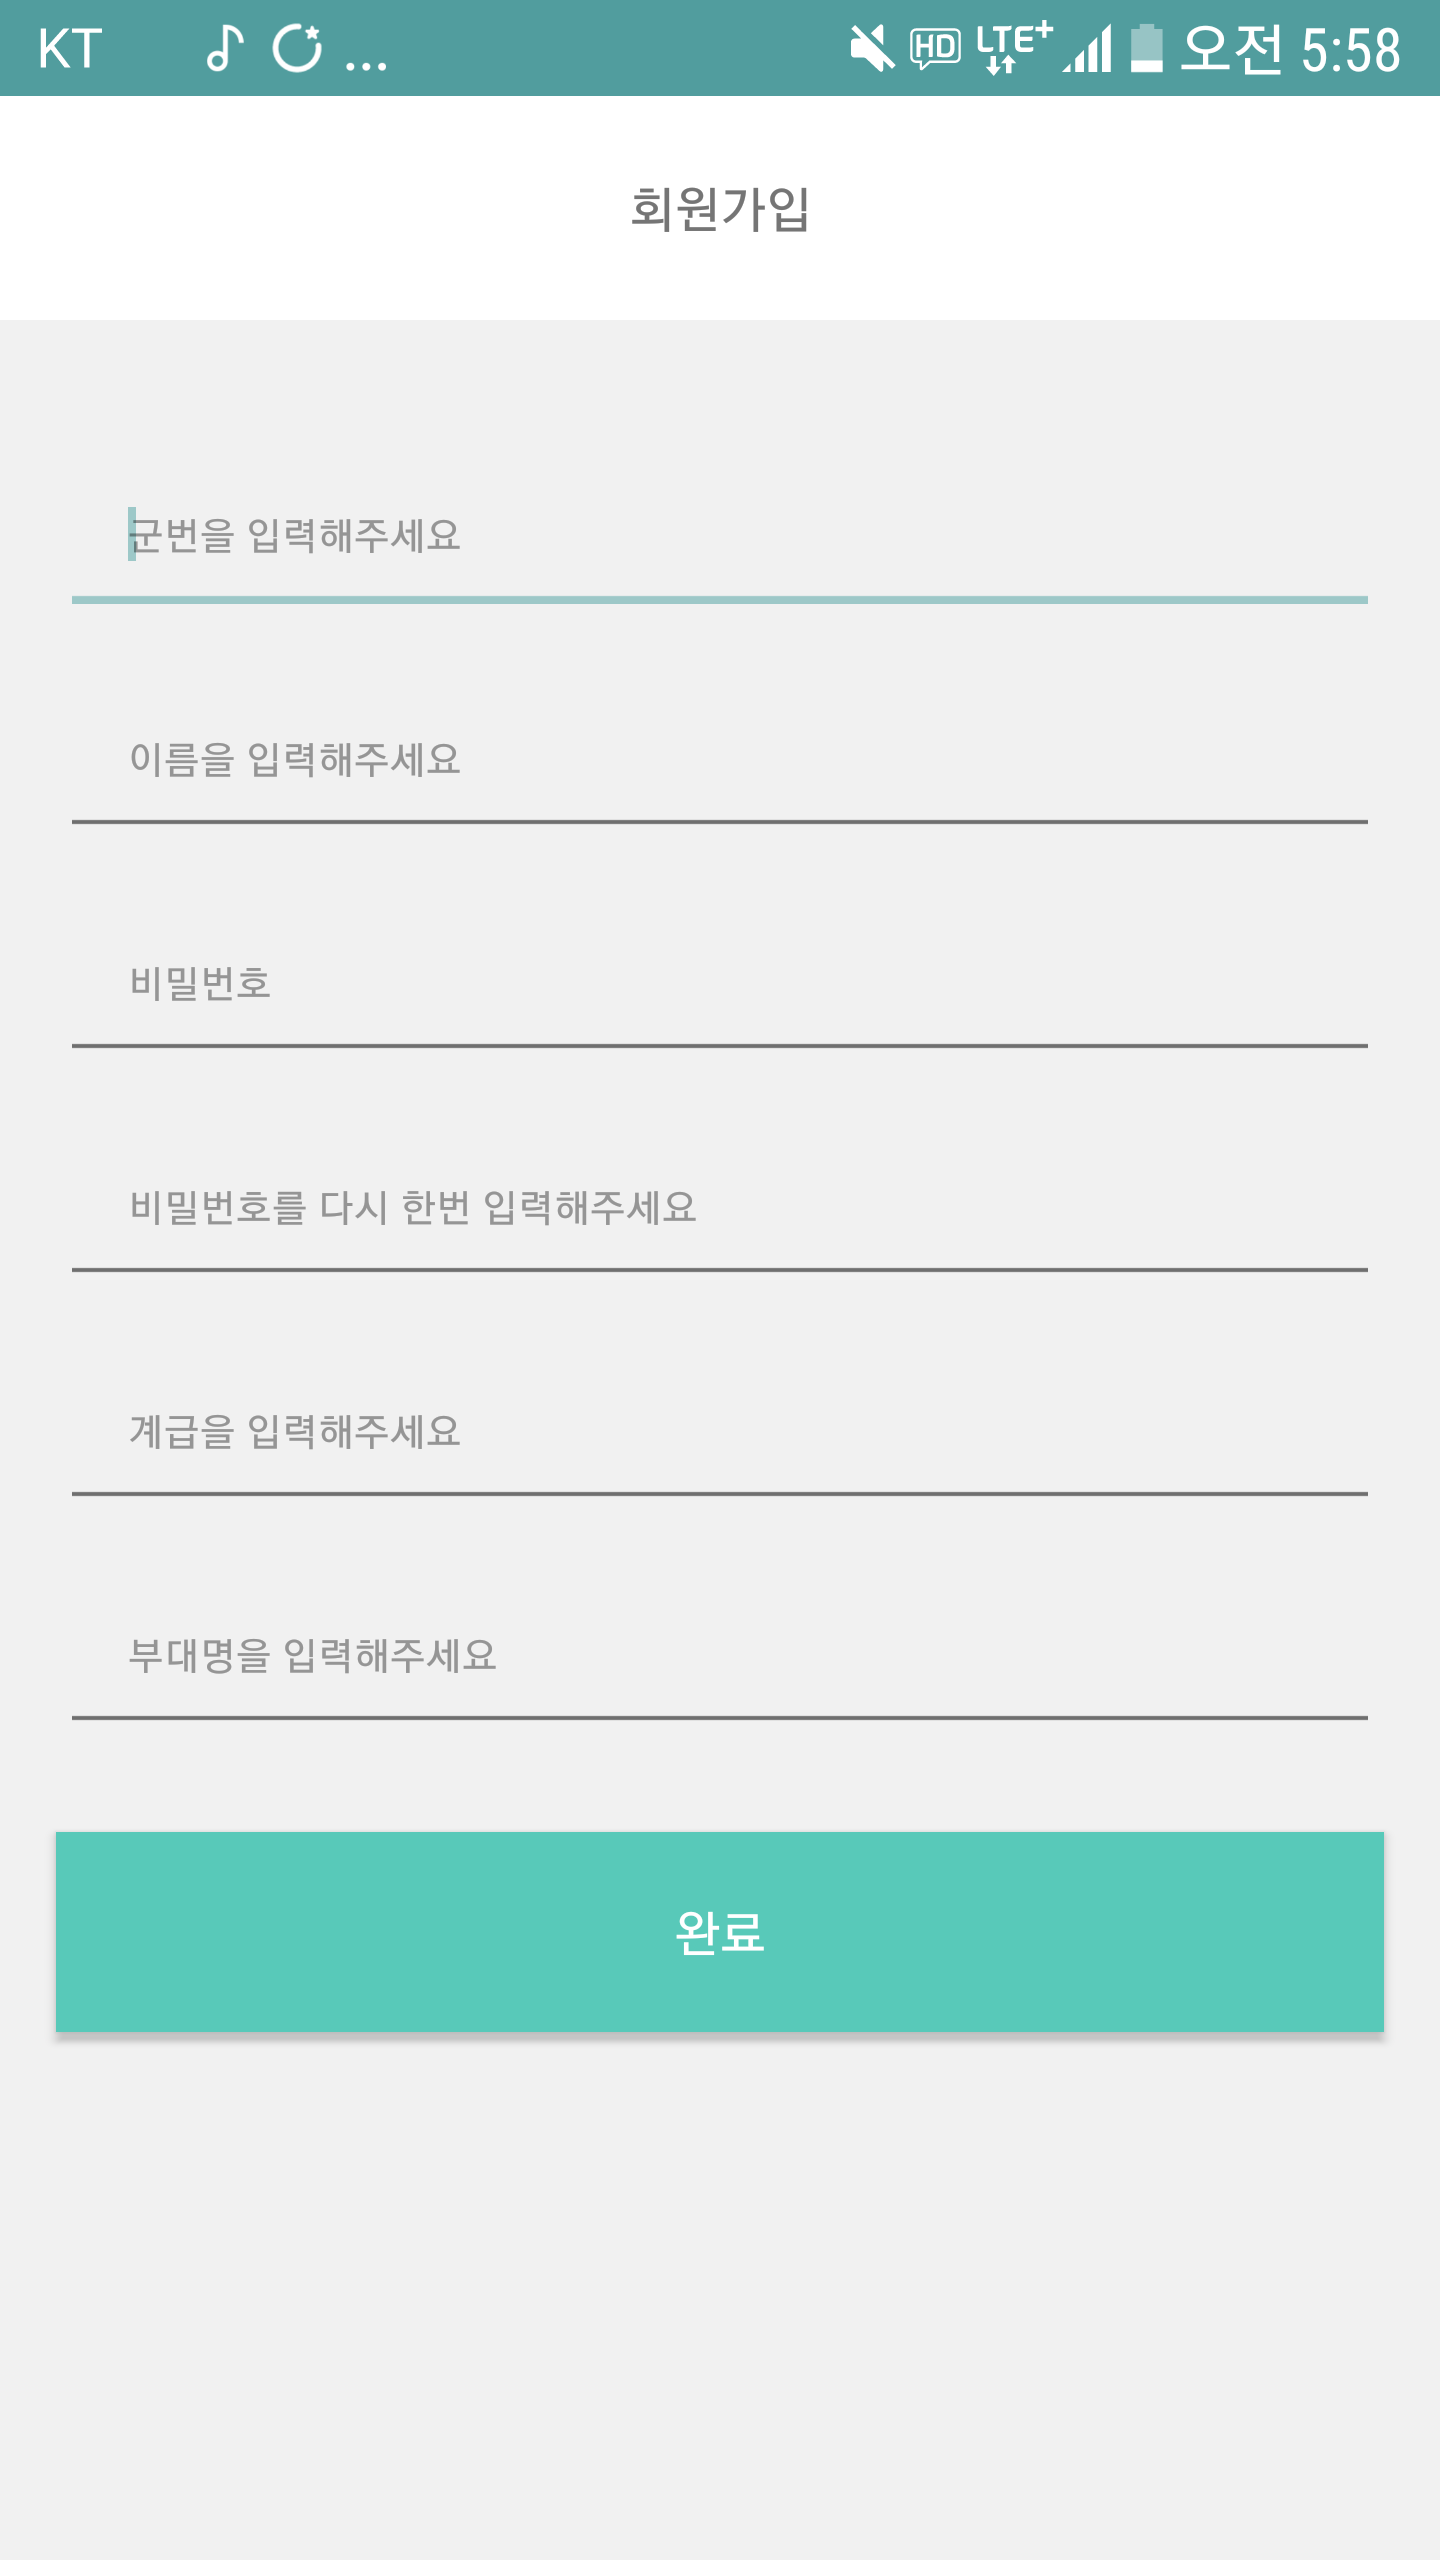 KT ... HD LTE+ 오전 5:58
회원가입
군번을 입력해주세요
이름을 입력해주세요
비밀번호
비밀번호를 다시 한번 입력해주세요
계급을 입력해주세요
부대명을 입력해주세요
완료